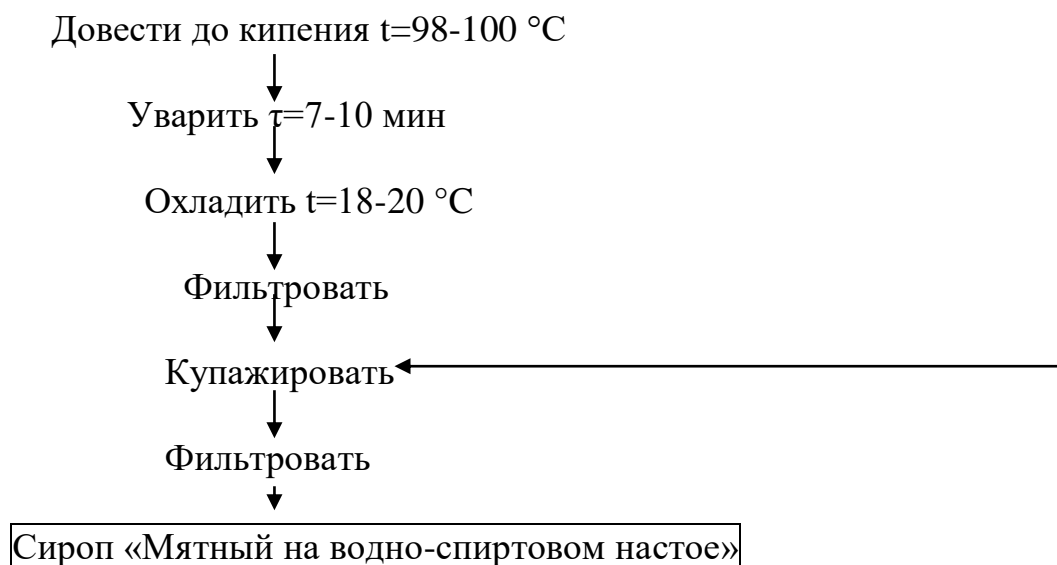 Довести до кипения t=98-100 °C
Уварить τ=7-10 мин
Охладить t=18-20 °C
Фильтровать
Купажировать
Фильтровать
Сироп «Мятный на водно-спиртовом настое»